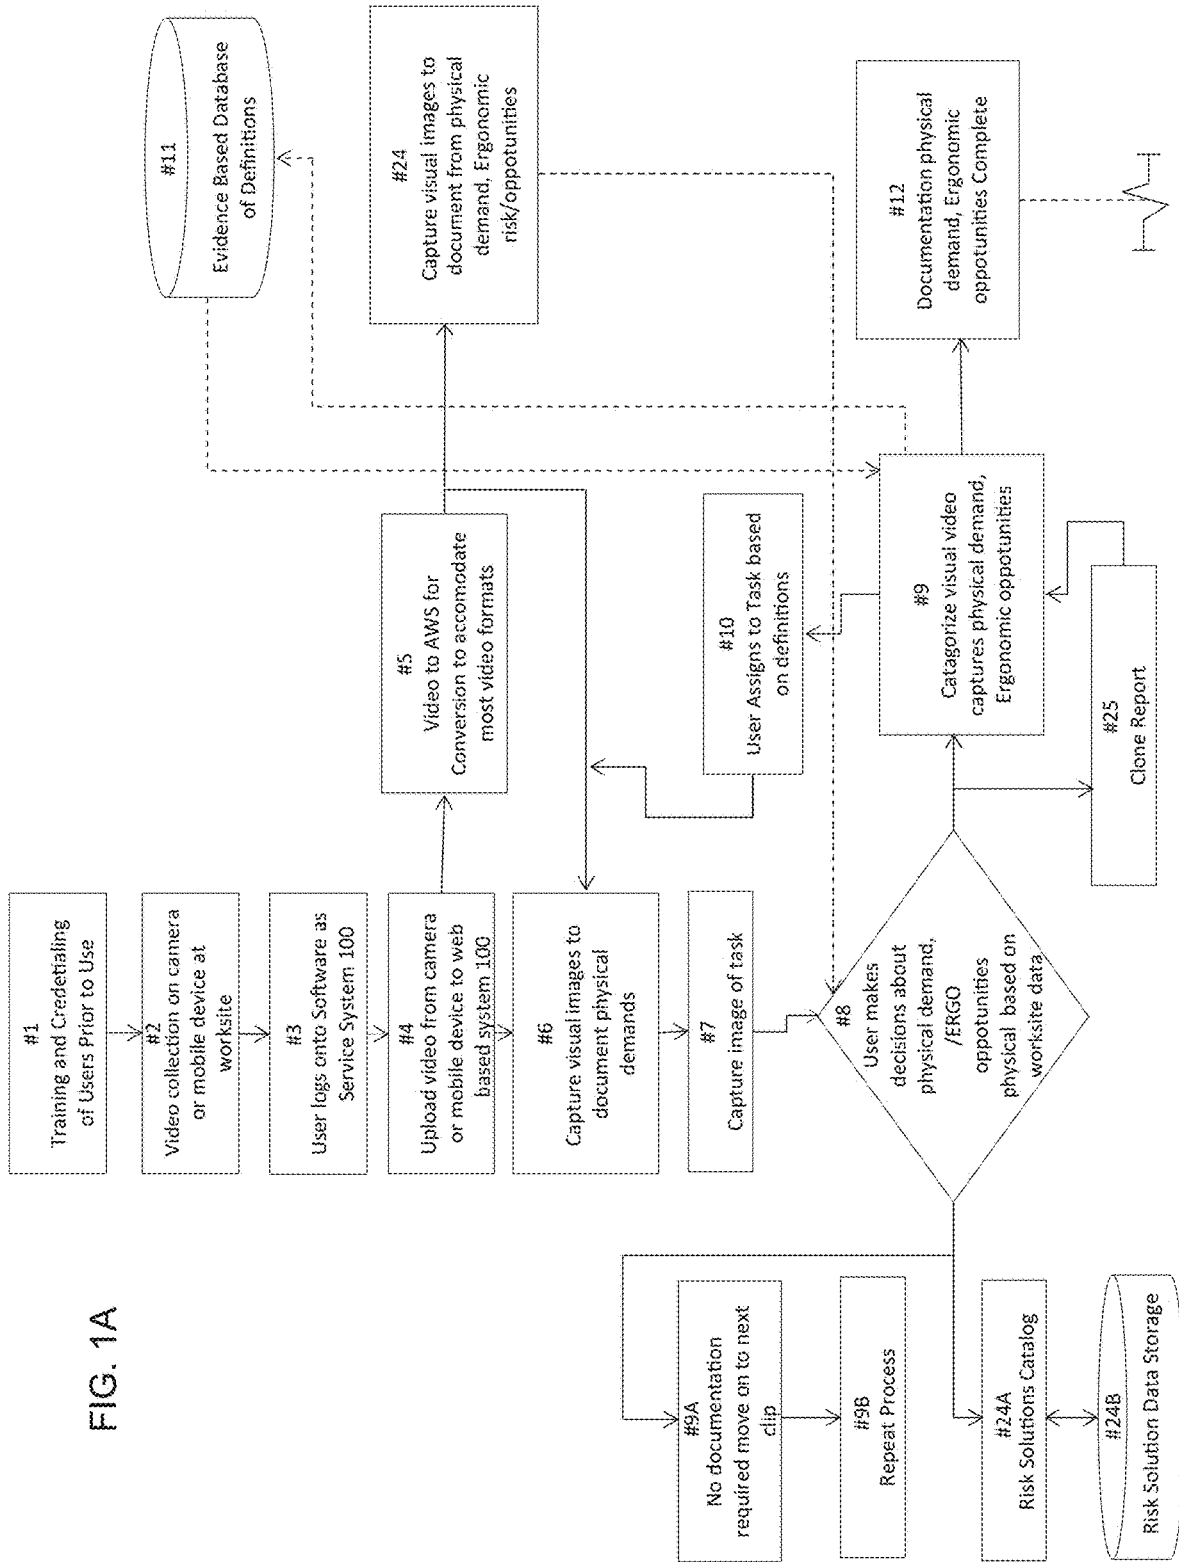 FIG. 1A
#1
Training and Credetialing
of Users Prior to Use
#2
Video collection on camera
or mobile device at
worksite
#3
User logs onto Software as
Service System 100
#4
Upload video from camera
or mobile device to web
based system 100
#5
Video to AWS for
Conversion to accomodate
most video formats
#6
Capture visual images to
document physical
demands
#7
Capture image of task
#8
User makes
decisions about
physical demand,
/ERGO
oppotunities
physical based on
worksite data
#9
Catagorize visual video
captures physical demand,
Ergonomic oppotunities
#9A
No documentation
required move on to next
clip
#9B
Repeat Process
#10
User Assigns to Task based
on definitions
#11
Evidence Based Database
of Definitions
#12
Documentation physical
demand, Ergonomic
oppotunities Complete
#24
Capture visual images to
document from physical
demand, Ergonomic
risk/oppotunities
#24A
Risk Solutions Catalog
#24B
Risk Solution Data Storage
#25
Clone Report